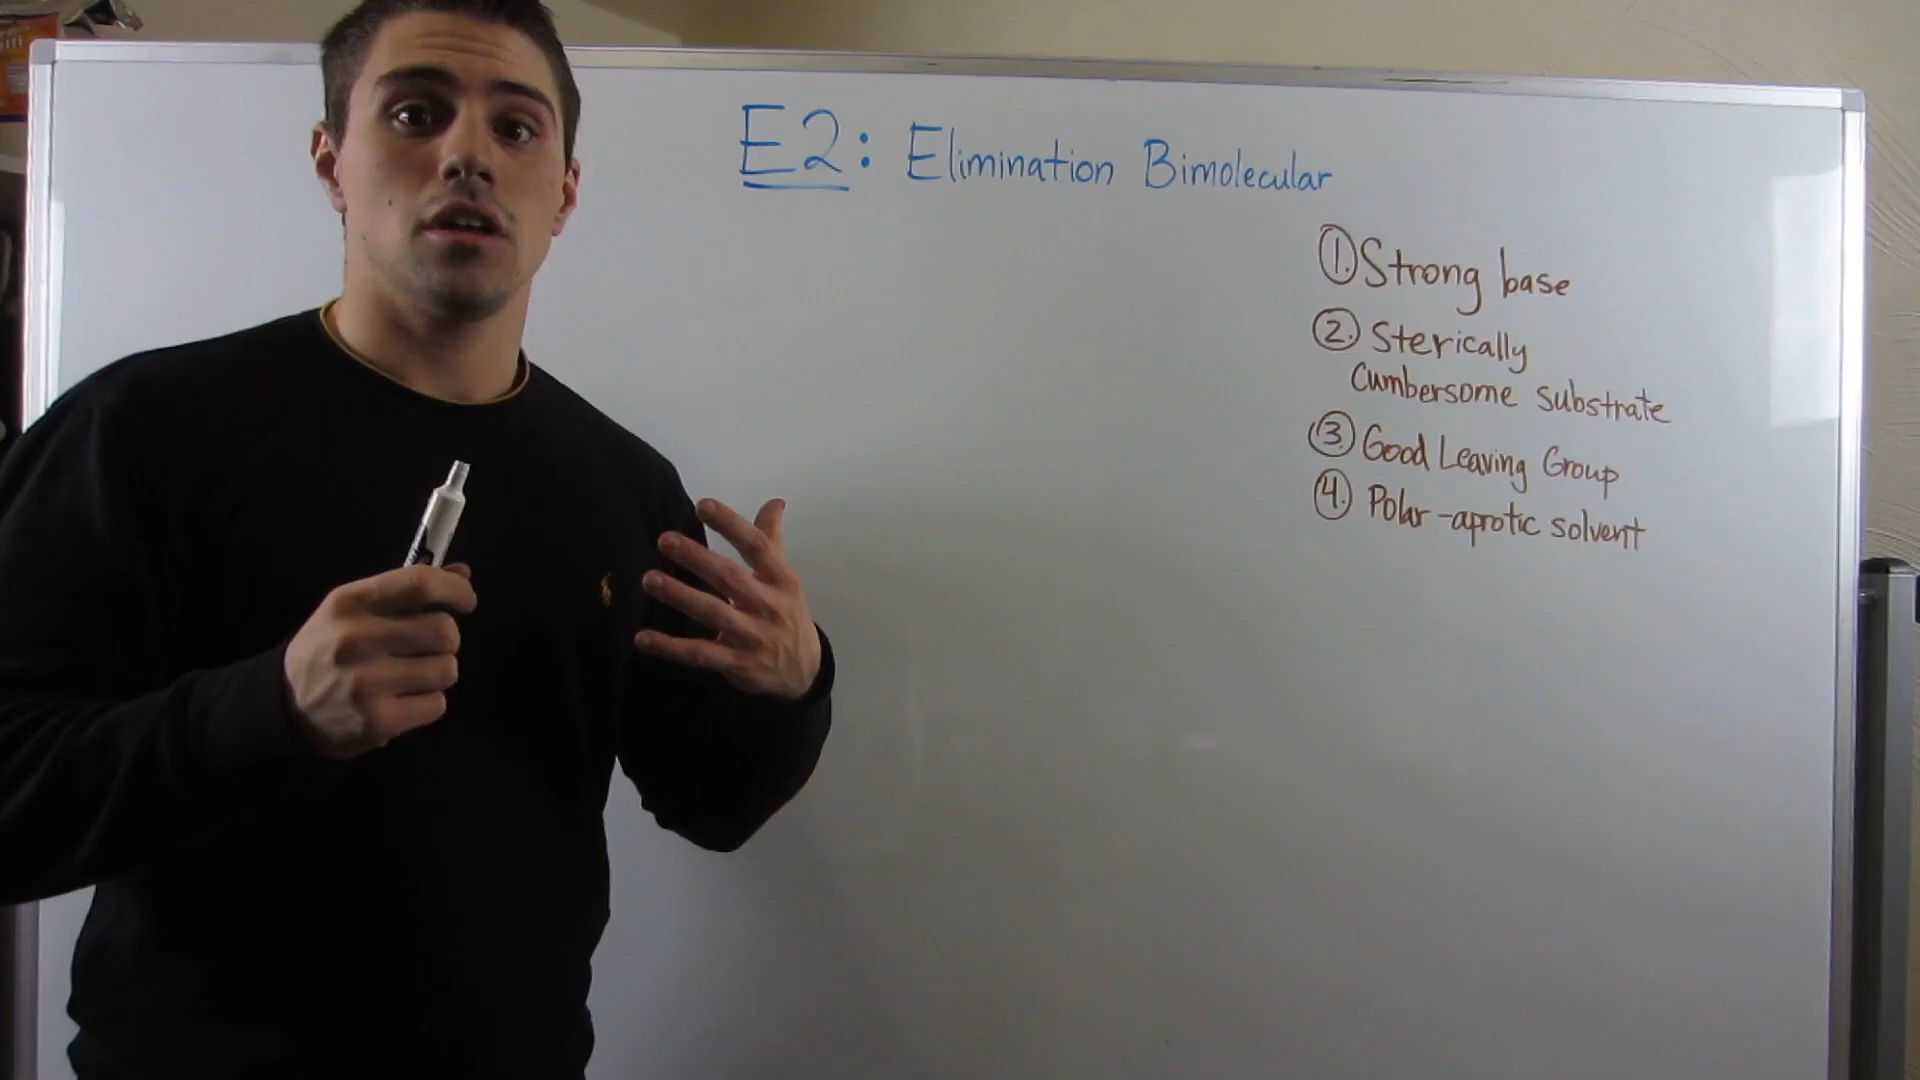 E2: Elimination Bimolecular
1. Strong base
2. Sterically
cumbersome substrate
3. Good Leaving Group
4. Polar-aprotic solvent